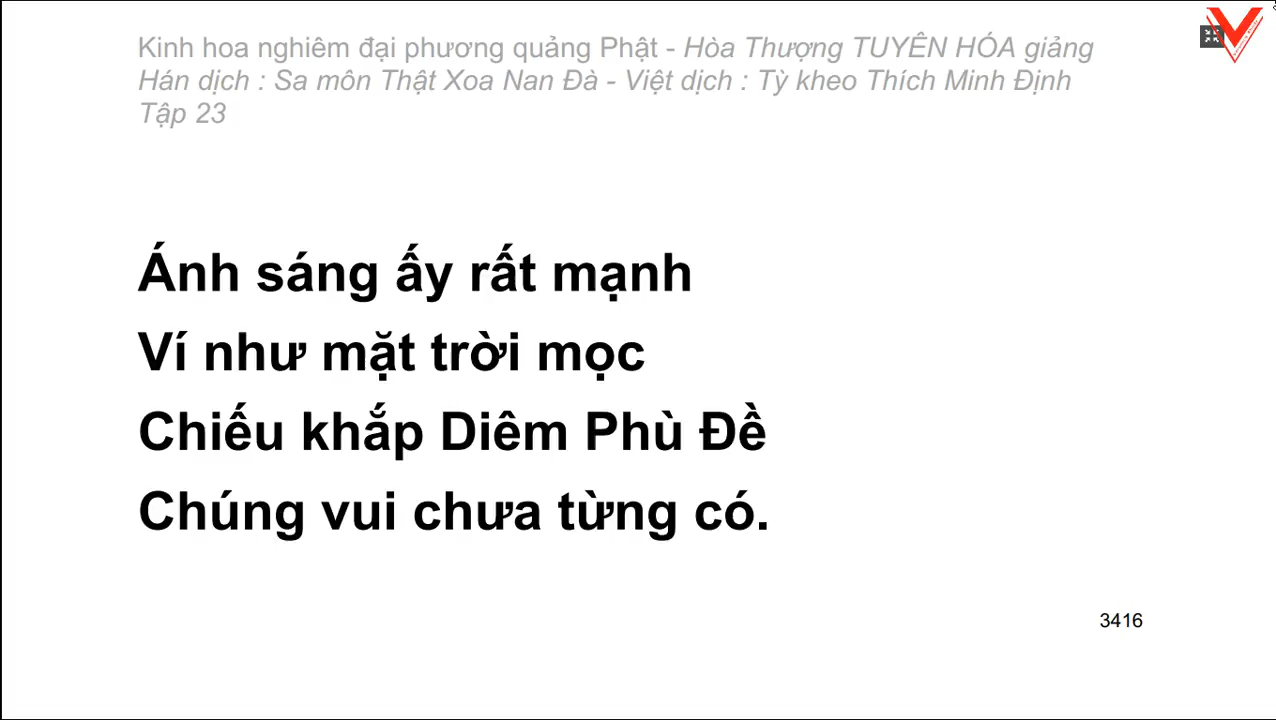 Kinh hoa nghiêm đại phương quảng Phật - Hòa Thượng TUYÊN HÓA giảng
Hán dịch : Sa môn Thật Xoa Nan Đà - Việt dịch : Tỳ kheo Thích Minh Định
Tập 23
Ánh sáng ấy rất mạnh
Ví như mặt trời mọc
Chiếu khắp Diêm Phù Đề
Chúng vui chưa từng có.
3416